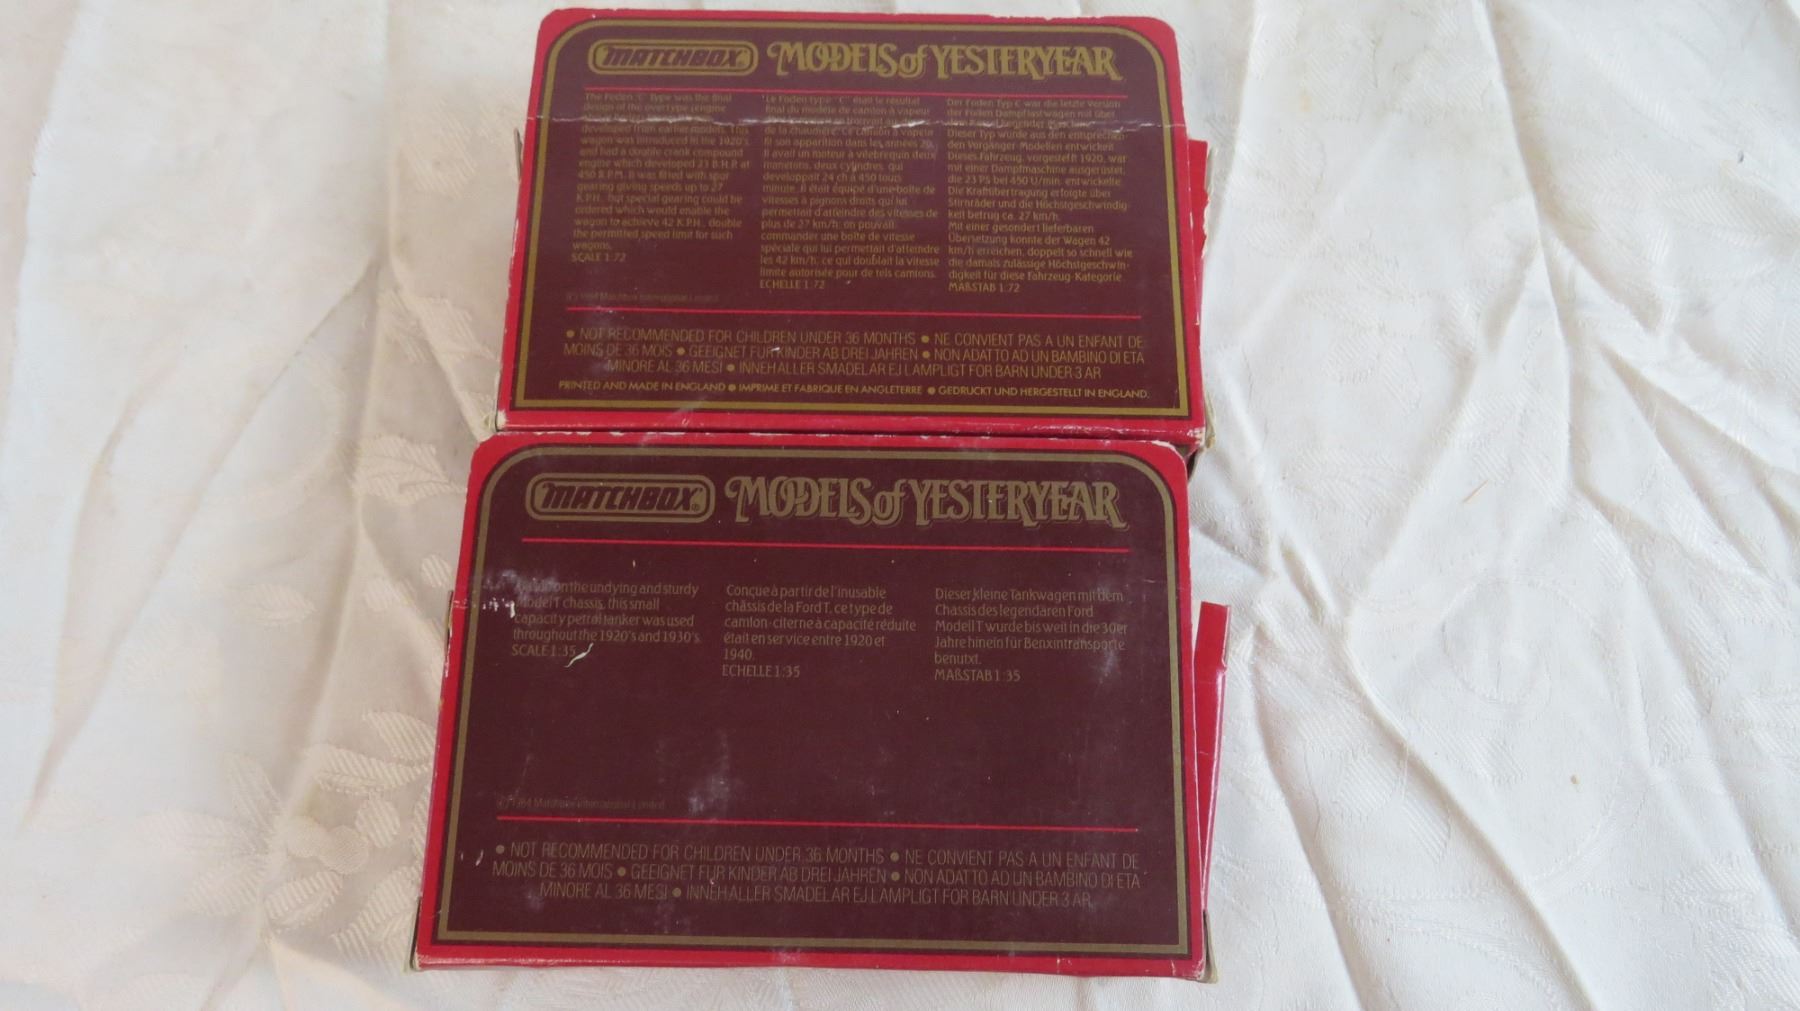 MATCHBOX MODELS of YESTERYEAR
The Foden "C" Type was the final
design of the overtype (engine
developed from earlier models. This
wagon was introduced in the 1920's
and had a double crank compound
engine which developed 23 B.H.P. at
450 R.P.M. It was fitted with spur
gearing giving speeds up to 27
K.P.H., but special gearing could be
ordered which would enable the
wagon to achieve 42 K.P.H., double
the permitted speed limit for such
wagons.
SCALE 1:72
Le Foden type "C" était le résultat
final du modèle de camion à vapeur
de la chaudière. Ce camion à vapeur
fit son apparition dans les années 20.
Il avait un moteur à vilebrequin deux
manetons, deux cylindres, qui
developpait 24 ch à 450 tours
minute. Il était équipé d'une boîte de
vitesses à pignons droits qui lui
permettait d'atteindre des vitesses de
plus de 27 km/h; on pouvait
commander une boîte de vitesse
spéciale qui lui permettait d'atteindre
les 42 km/h, ce qui doublait la vitesse
limite autorisée pour de tels camions.
ECHELLE 1:72
Der Foden Typ C war die letzte Version
der Foden Dampflastwagen mit über
Dieser Typ wurde aus den entsprechen-
den Vorgänger-Modellen entwickelt.
Dieses Fahrzeug, vorgestellt 1920, war
mit einer Dampfmaschine ausgerüstet,
die 23 PS bei 450 U/min. entwickelte.
Die Kraftübertragung erfolgte über
Stirnräder und die Höchstgeschwindig-
keit betrug ca. 27 km/h.
Mit einer gesondert lieferbaren
Übersetzung konnte der Wagen 42
km/h erreichen, doppelt so schnell wie
die damals zulässige Höchstgeschwin-
digkeit für diese Fahrzeug-Kategorie.
MAßSTAB 1:72
© 1984 Matchbox International Limited
● NOT RECOMMENDED FOR CHILDREN UNDER 36 MONTHS ● NE CONVIENT PAS A UN ENFANT DE
MOINS DE 36 MOIS ● GEEIGNET FUR KINDER AB DREI JAHREN ● NON ADATTO AD UN BAMBINO DI ETA
MINORE AL 36 MESI ● INNEHALLER SMADELAR EJ LAMPLIGT FOR BARN UNDER 3 AR
PRINTED AND MADE IN ENGLAND ● IMPRIME ET FABRIQUE EN ANGLETERRE ● GEDRUCKT UND HERGESTELLT IN ENGLAND.
MATCHBOX® MODELS of YESTERYEAR
on the undying and sturdy
Model T chassis, this small
capacity petrol tanker was used
throughout the 1920's and 1930's.
SCALE 1:35
Conçue à partir de l'inusable
châssis de la Ford T, ce type de
camion-citerne à capacité réduite
était en service entre 1920 et
1940.
ECHELLE 1:35
Dieser kleine Tankwagen mit dem
Chassis des legendären Ford
Modell T wurde bis weit in die 30er
Jahre hinein für Benxintransporte
benutzt.
MAßSTAB 1:35
© 1984 Matchbox International Limited
● NOT RECOMMENDED FOR CHILDREN UNDER 36 MONTHS ● NE CONVIENT PAS A UN ENFANT DE
MOINS DE 36 MOIS ● GEEIGNET FUR KINDER AB DREI JAHREN ● NON ADATTO AD UN BAMBINO DI ETA
MINORE AL 36 MESI ● INNEHALLER SMADELAR EJ LAMPLIGT FOR BARN UNDER 3 AR